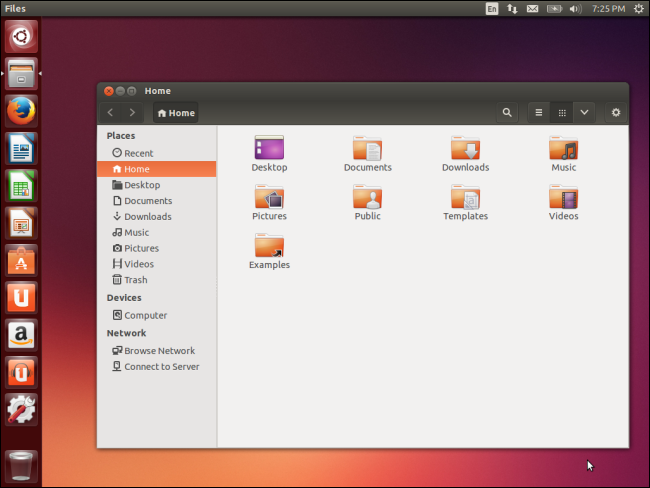 Files
En
7:25 PM
Home
Home
Places
Recent
Home
Desktop
Documents
Downloads
Music
Pictures
Videos
Trash
Devices
Computer
Network
Browse Network
Connect to Server
Desktop Documents Downloads Music
Pictures Public Templates Videos
Examples